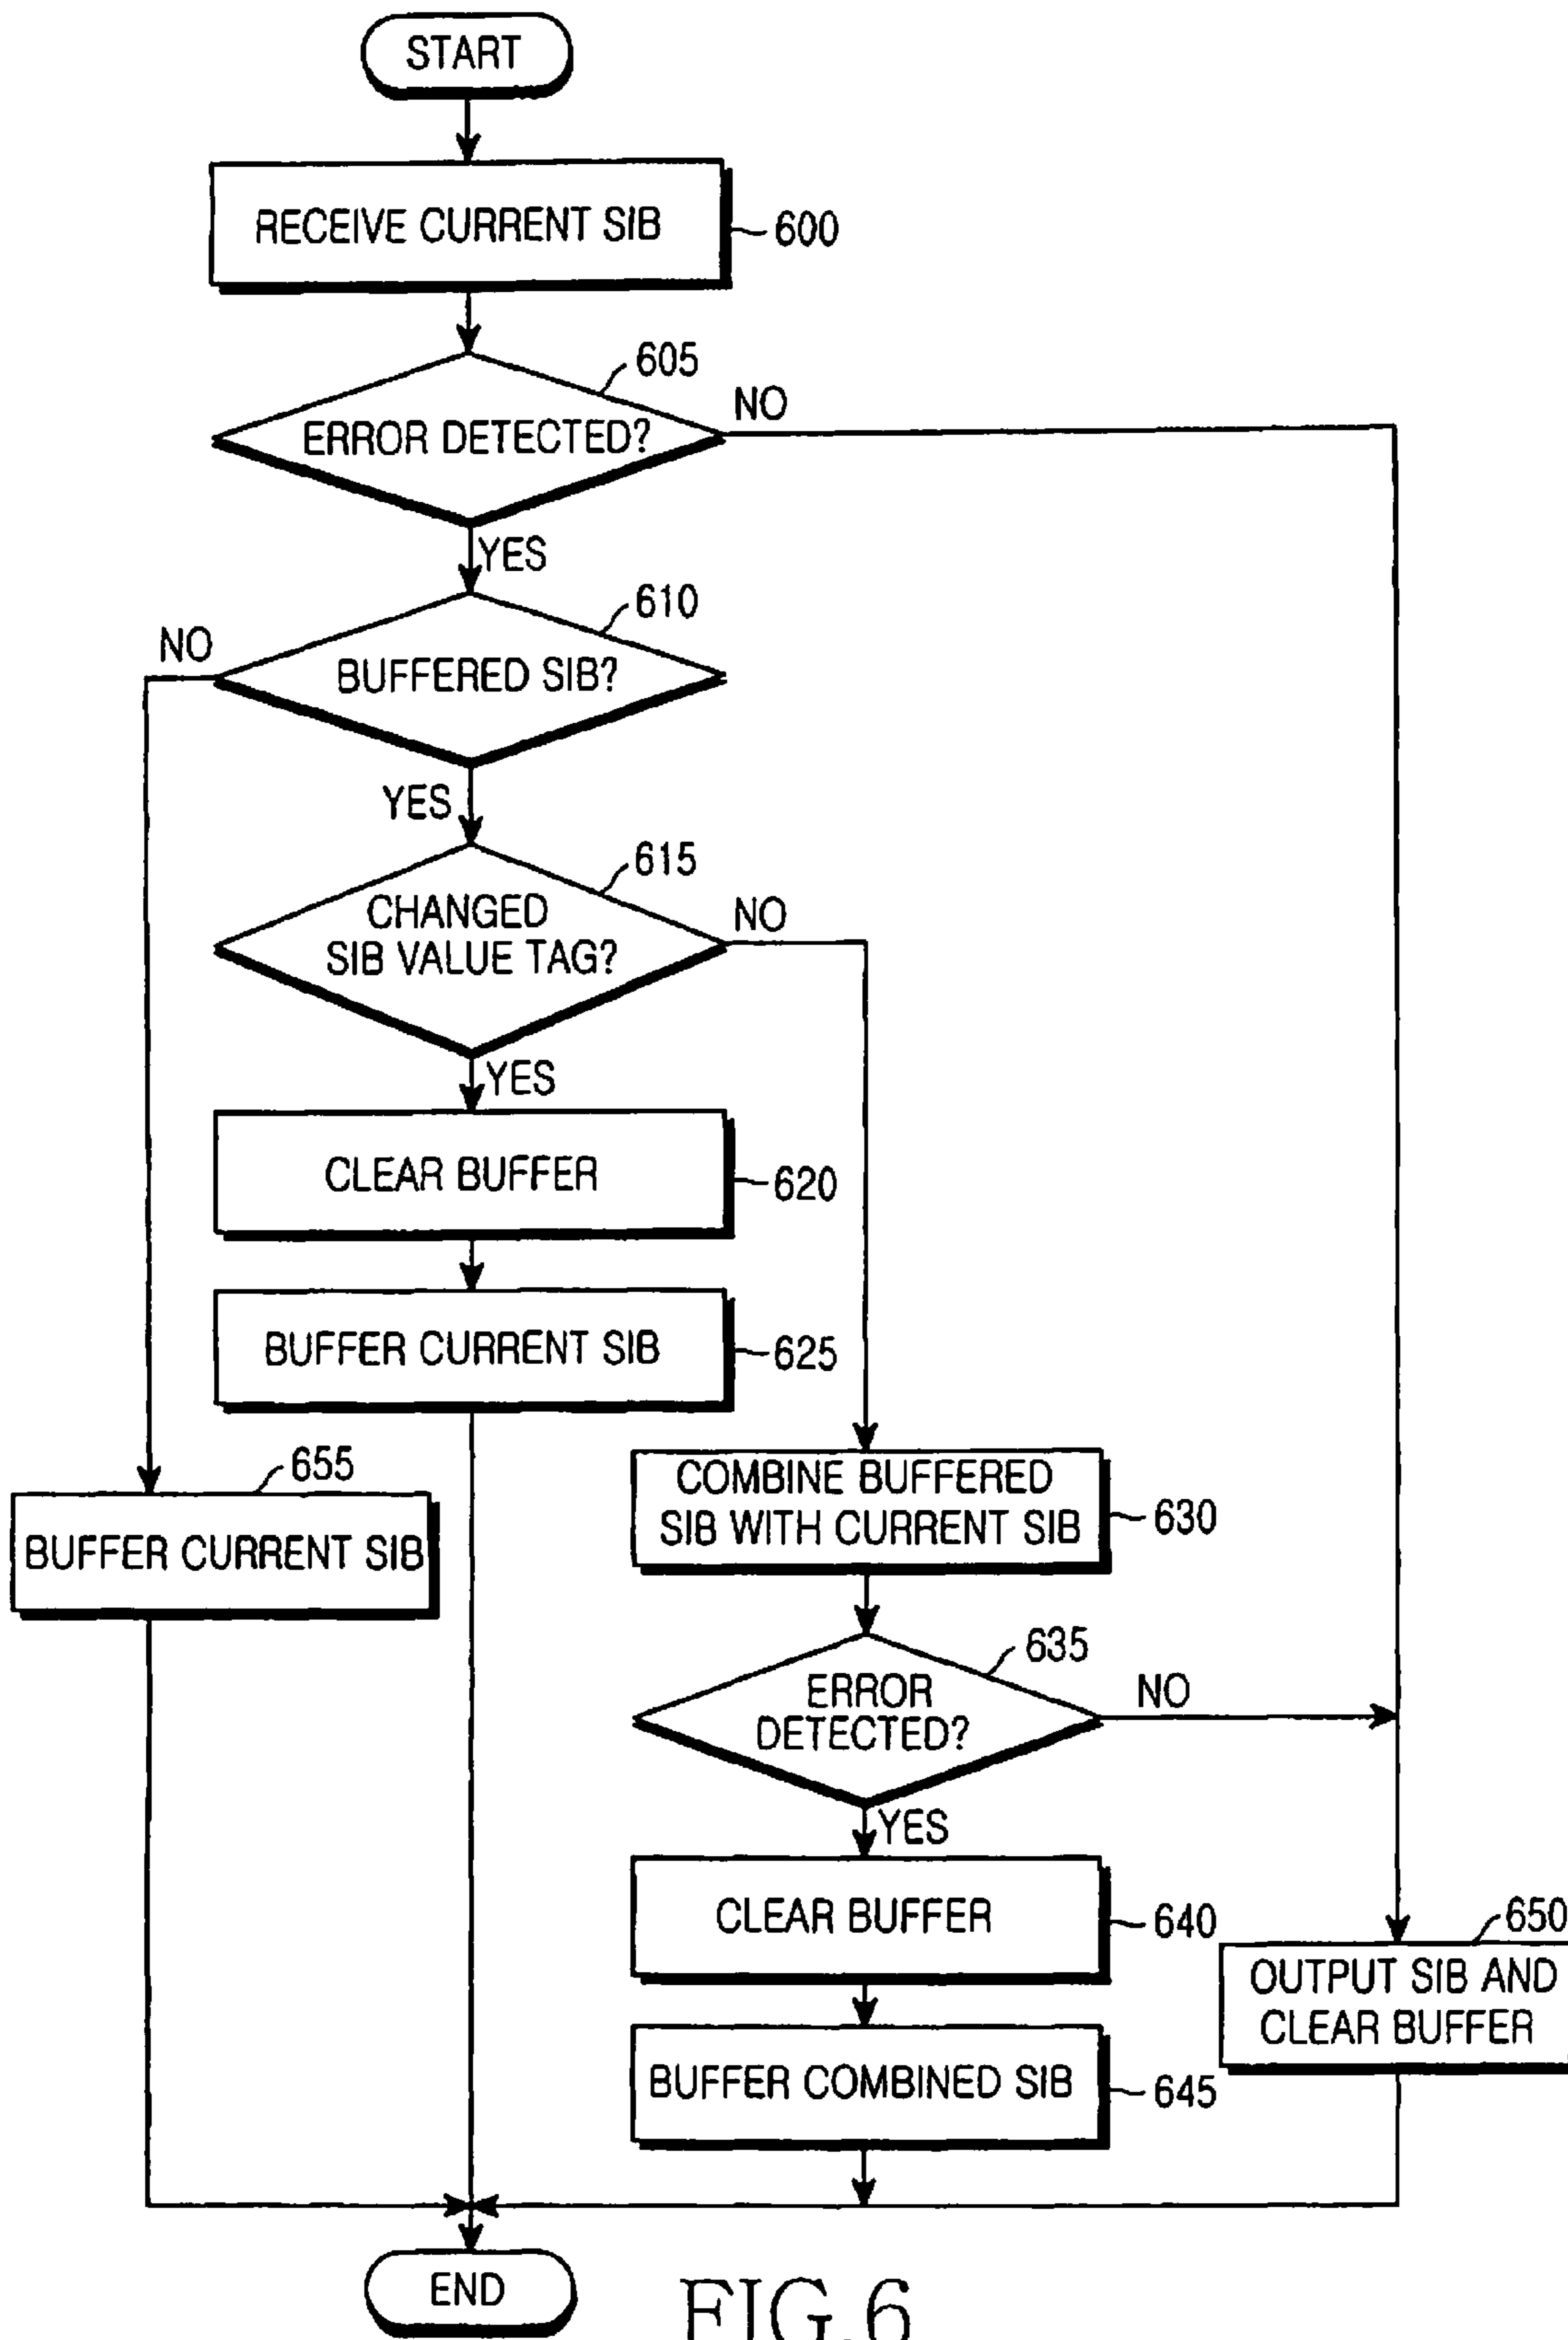 START
RECEIVE CURRENT SIB
600
605
ERROR DETECTED?
NO
YES
610
NO
BUFFERED SIB?
YES
615
CHANGED
SIB VALUE TAG?
NO
YES
CLEAR BUFFER
620
BUFFER CURRENT SIB
625
655
BUFFER CURRENT SIB
COMBINE BUFFERED
SIB WITH CURRENT SIB
630
635
ERROR
DETECTED?
NO
YES
CLEAR BUFFER
640
650
OUTPUT SIB AND
CLEAR BUFFER
BUFFER COMBINED SIB
645
END
FIG.6